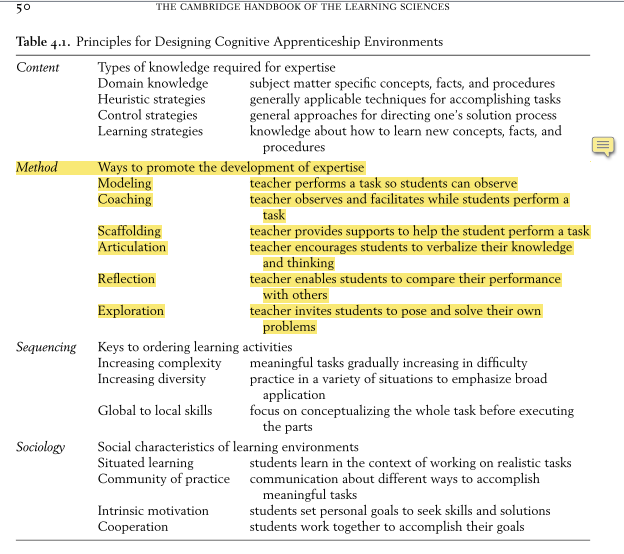 50 THE CAMBRIDGE HANDBOOK OF THE LEARNING SCIENCES
Table 4.1. Principles for Designing Cognitive Apprenticeship Environments
Content Types of knowledge required for expertise
Domain knowledge subject matter specific concepts, facts, and procedures
Heuristic strategies generally applicable techniques for accomplishing tasks
Control strategies general approaches for directing one's solution process
Learning strategies knowledge about how to learn new concepts, facts, and
procedures
Method Ways to promote the development of expertise
Modeling teacher performs a task so students can observe
Coaching teacher observes and facilitates while students perform a
task
Scaffolding teacher provides supports to help the student perform a task
Articulation teacher encourages students to verbalize their knowledge
and thinking
Reflection teacher enables students to compare their performance
with others
Exploration teacher invites students to pose and solve their own
problems
Sequencing Keys to ordering learning activities
Increasing complexity meaningful tasks gradually increasing in difficulty
Increasing diversity practice in a variety of situations to emphasize broad
application
Global to local skills focus on conceptualizing the whole task before executing
the parts
Sociology Social characteristics of learning environments
Situated learning students learn in the context of working on realistic tasks
Community of practice communication about different ways to accomplish
meaningful tasks
Intrinsic motivation students set personal goals to seek skills and solutions
Cooperation students work together to accomplish their goals